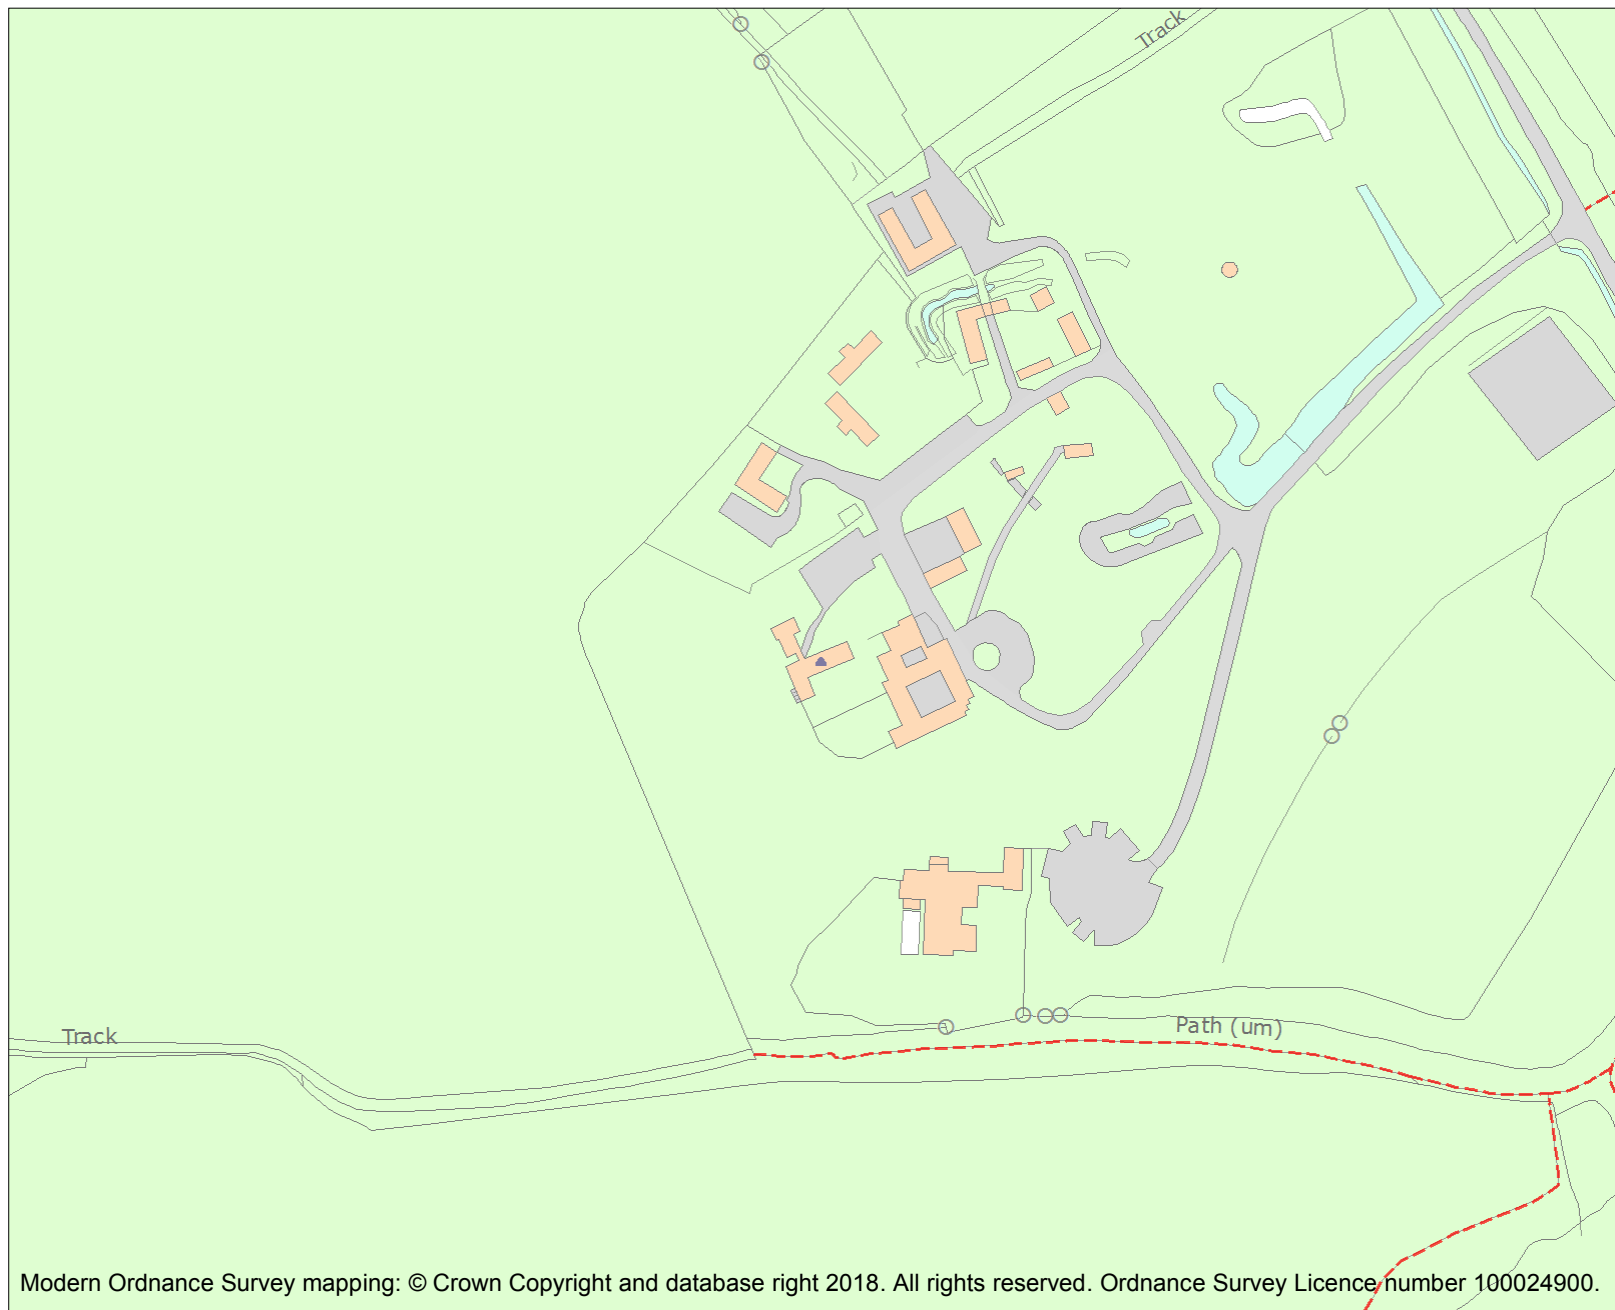 Track
Track
Path (um)
Modern Ordnance Survey mapping: © Crown Copyright and database right 2018. All rights reserved. Ordnance Survey Licence number 100024900.